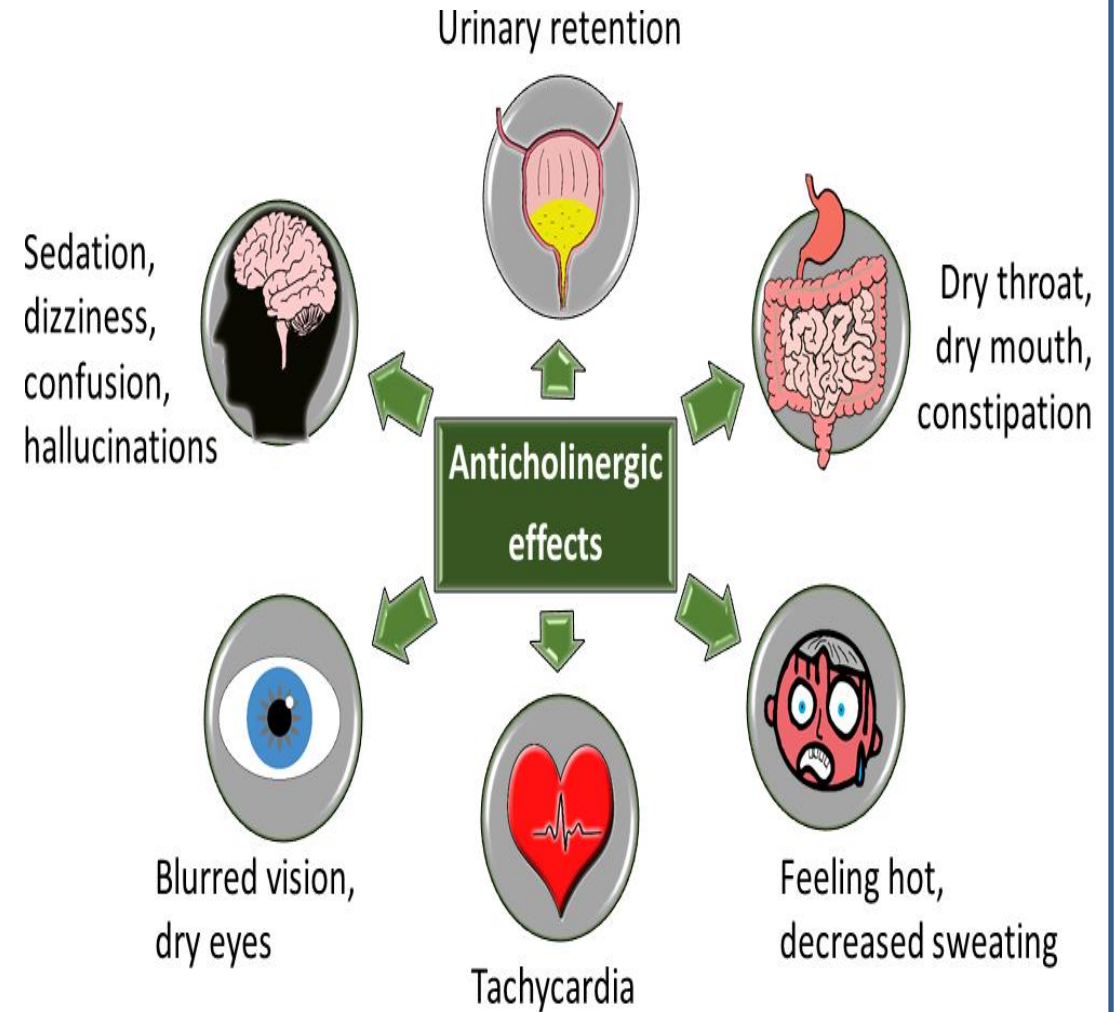 Urinary retention
Sedation,
dizziness,
confusion,
hallucinations
Dry throat,
dry mouth,
constipation
Anticholinergic
effects
Blurred vision,
dry eyes
Tachycardia
Feeling hot,
decreased sweating